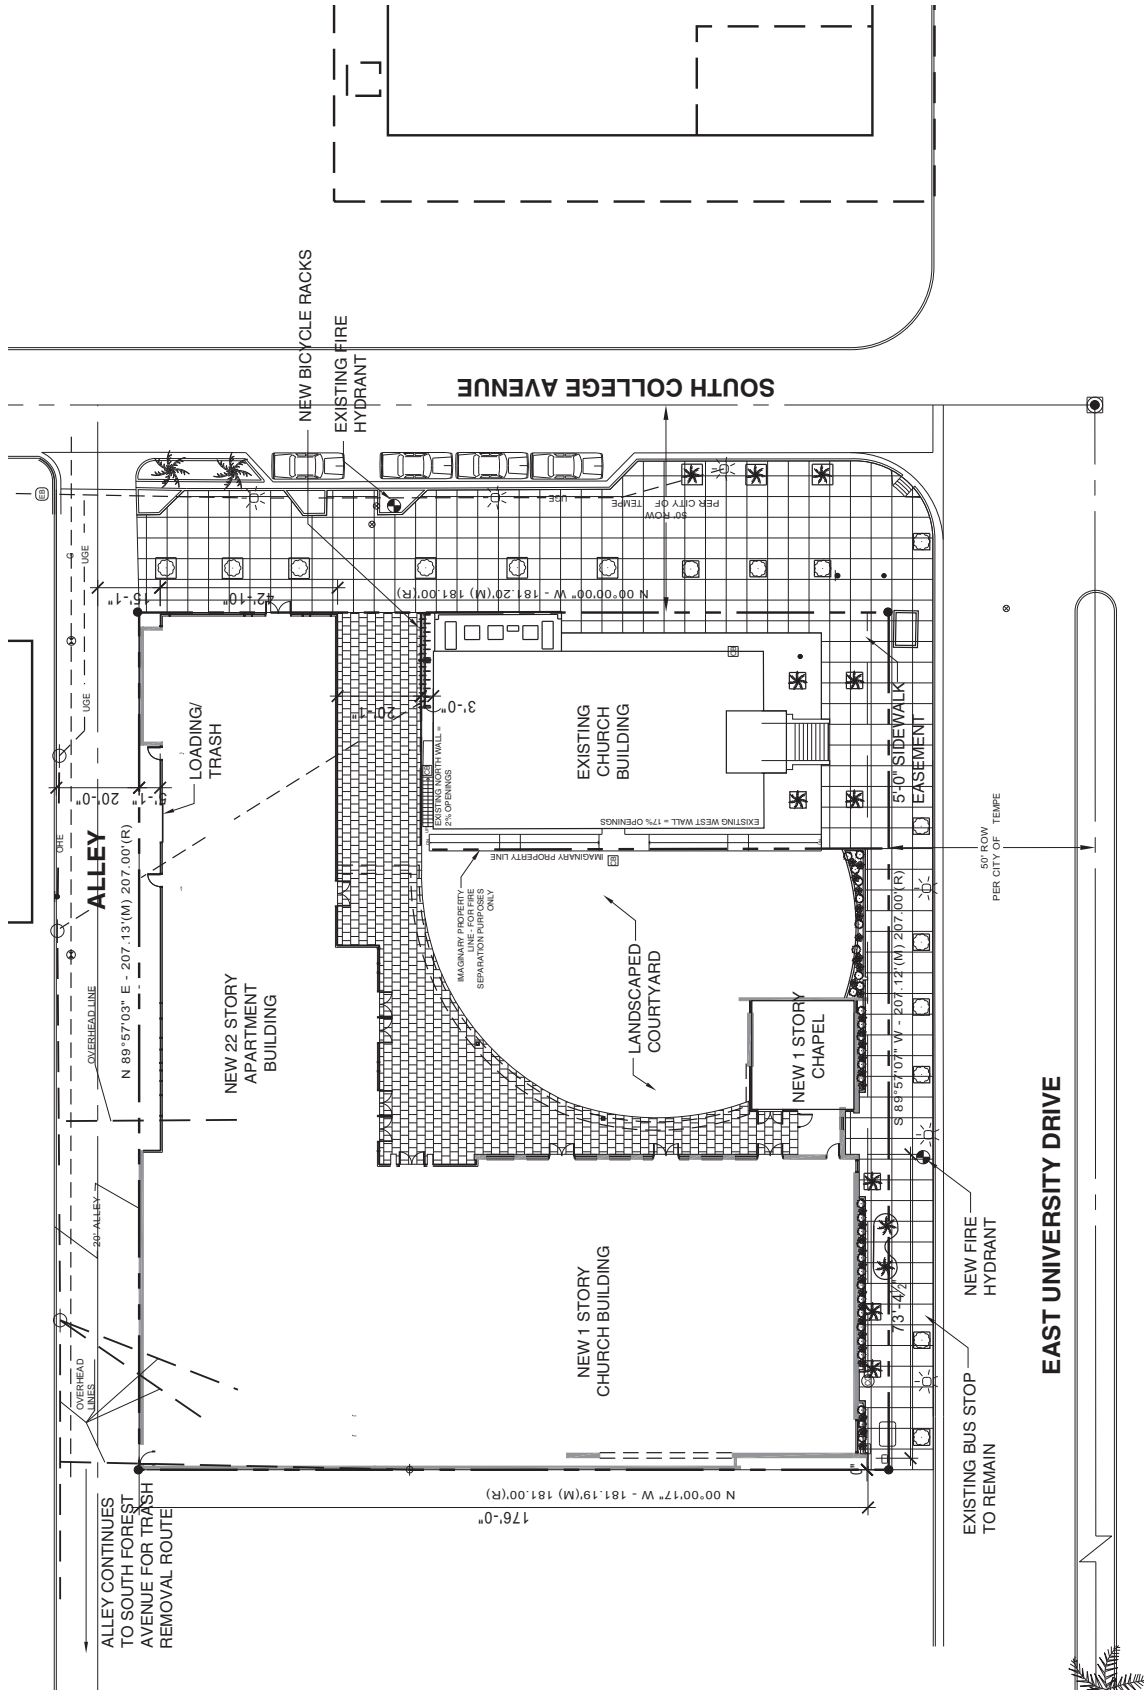 NEW BICYCLE RACKS
EXISTING FIRE
HYDRANT
SOUTH COLLEGE AVENUE
EB
G
UGE
UGE
UGE
50' ROW
PER CITY OF TEMPE
15'-1"
42'-10"
N 00°00'00" W - 181.20'(M) 181.00'(R)
LOADING/
TRASH
20'-1"
3'-0"
EXISTING NORTH WALL =
2% OPENINGS
EXISTING
CHURCH
BUILDING
EXISTING WEST WALL = 17% OPENINGS
IMAGINARY PROPERTY LINE
IMAGINARY PROPERTY
LINE - FOR FIRE
SEPARATION PURPOSES
ONLY
5'-0" SIDEWALK
EASEMENT
20'-0"
5'-1"
OHE
ALLEY
N 89°57'03" E - 207.13'(M) 207.00'(R)
OVERHEAD LINE
NEW 22 STORY
APARTMENT
BUILDING
LANDSCAPED
COURTYARD
NEW 1 STORY
CHAPEL
S 89°57'07" W - 207.12'(M) 207.00'(R)
50' ROW
PER CITY OF TEMPE
20' ALLEY
OVERHEAD
LINES
NEW 1 STORY
CHURCH BUILDING
73'-4½"
NEW FIRE
HYDRANT
EAST UNIVERSITY DRIVE
EXISTING BUS STOP
TO REMAIN
N 00°00'17" W - 181.19'(M) 181.00'(R)
176'-0"
0"
ALLEY CONTINUES
TO SOUTH FOREST
AVENUE FOR TRASH
REMOVAL ROUTE